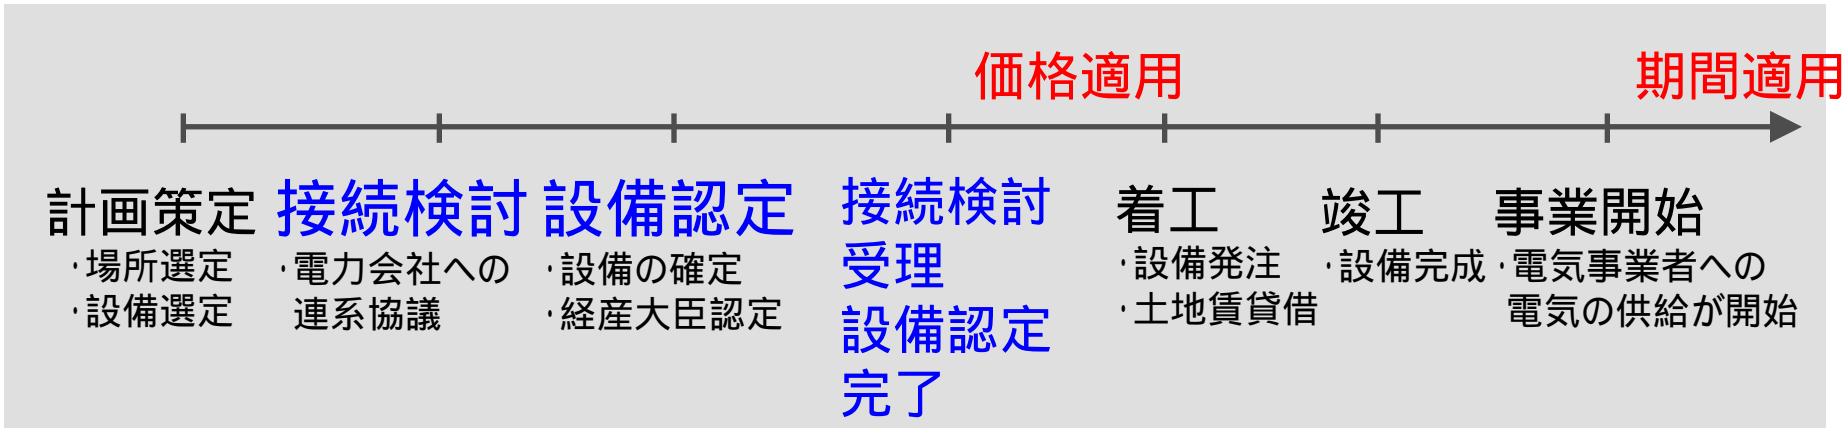 価格適用
期間適用
計画策定
・場所選定
・設備選定
接続検討
・電力会社への
連系協議
設備認定
・設備の確定
・経産大臣認定
接続検討
受理
設備認定
完了
着工
・設備発注
・土地賃貸借
竣工
・設備完成
事業開始
・電気事業者への
電気の供給が開始